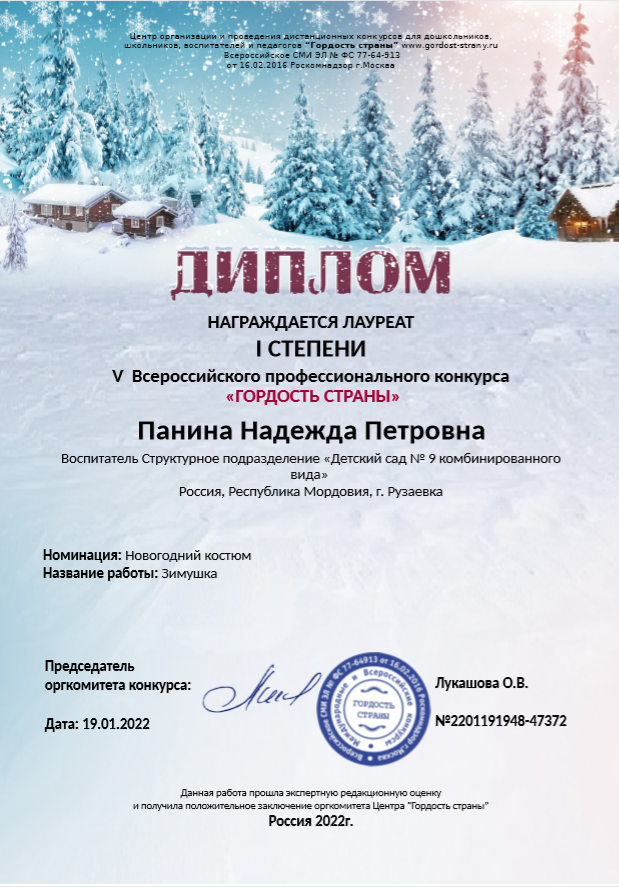 Центр организации и проведения дистанционных конкурсов для дошкольников,
школьников, воспитателей и педагогов "Гордость страны" www.gordost-strany.ru
Всероссийское СМИ ЭЛ № ФС 77-64-913
от 16.02.2016 Роскомнадзор г.Москва
ДИПЛОМ
НАГРАЖДАЕТСЯ ЛАУРЕАТ
I СТЕПЕНИ
V Всероссийского профессионального конкурса
«ГОРДОСТЬ СТРАНЫ»
Панина Надежда Петровна
Воспитатель Структурное подразделение «Детский сад № 9 комбинированного
вида»
Россия, Республика Мордовия, г. Рузаевка
Номинация: Новогодний костюм
Название работы: Зимушка
Председатель
оргкомитета конкурса:
Дата: 19.01.2022
Всероссийское СМИ ЭЛ № ФС 77-64913 от 16.02.2016 Роскомнадзор г.Москва
Международные и Всероссийские конкурсы
ГОРДОСТЬ
СТРАНЫ
Лукашова О.В.
№2201191948-47372
Данная работа прошла экспертную редакционную оценку
и получила положительное заключение оргкомитета Центра "Гордость страны"
Россия 2022г.